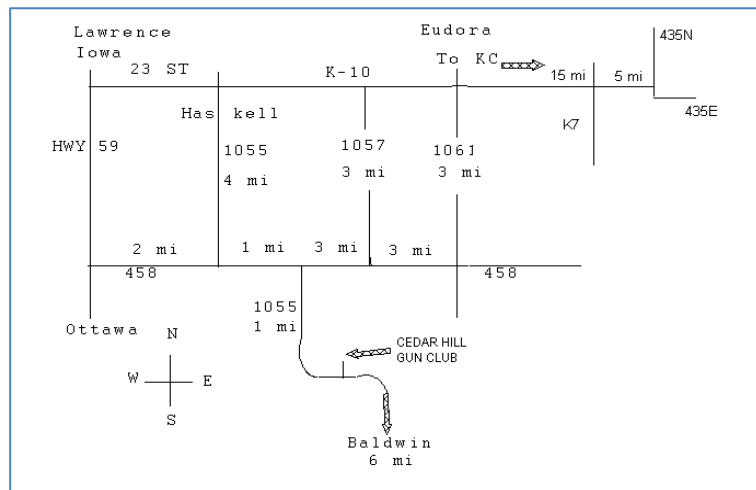 Lawrence
Iowa
23 ST
Eudora
To KC
K-10
435N
15 mi
5 mi
435E
Has kell
K7
HWY 59
1055
4 mi
1057
3 mi
1061
3 mi
2 mi
1 mi
3 mi
3 mi
458
458
1055
1 mi
Ottawa
N
W
E
S
CEDAR HILL
GUN CLUB
Baldwin
6 mi